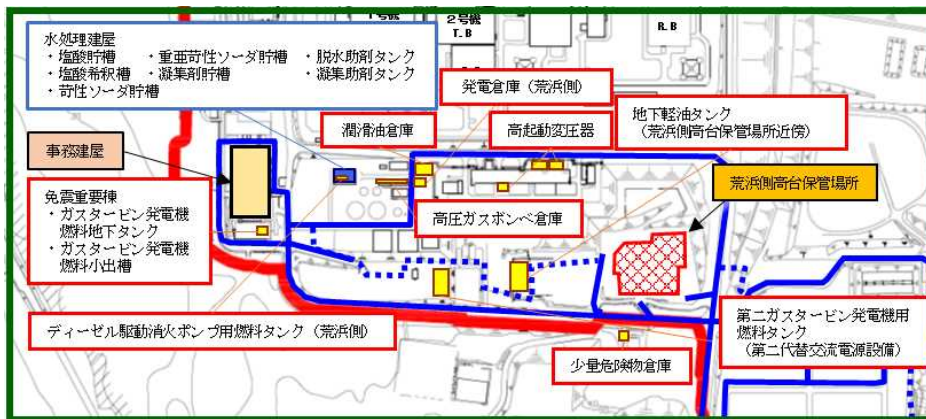 １号機
２号機
T.B
R.B
水処理建屋
・塩酸貯槽　・重亜苛性ソーダ貯槽　・脱水助剤タンク
・塩酸希釈槽　・凝集剤貯槽　・凝集助剤タンク
・苛性ソーダ貯槽
発電倉庫（荒浜側）
潤滑油倉庫
高起動変圧器
地下軽油タンク
（荒浜側高台保管場所近傍）
事務建屋
荒浜側高台保管場所
免震重要棟
・ガスタービン発電機
燃料地下タンク
・ガスタービン発電機
燃料小出槽
高圧ガスボンベ倉庫
ディーゼル駆動消火ポンプ用燃料タンク（荒浜側）
少量危険物倉庫
第二ガスタービン発電機用
燃料タンク
（第二代替交流電源設備）